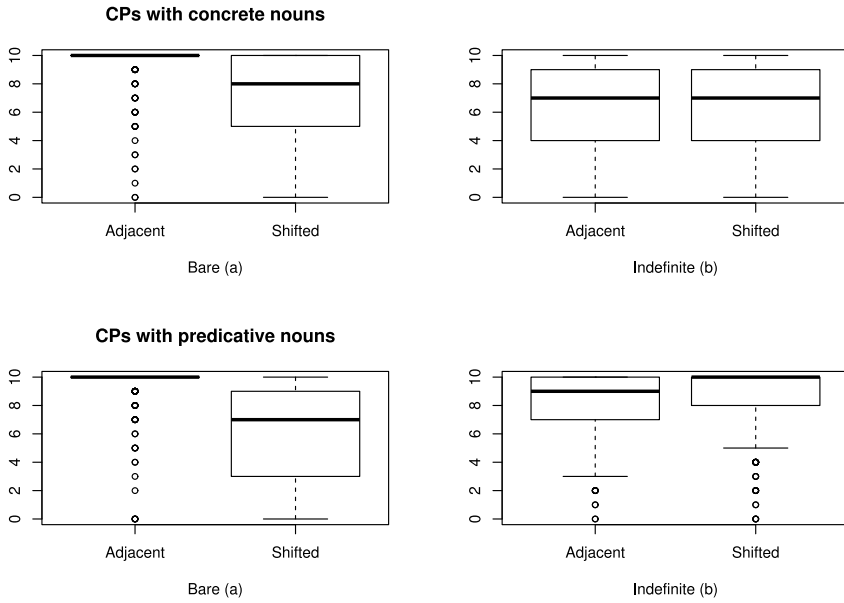 CPs with concrete nouns
10
8
6
4
2
0
Adjacent
Shifted
Bare (a)
10
8
6
4
2
0
Adjacent
Shifted
Indefinite (b)
CPs with predicative nouns
10
8
6
4
2
0
Adjacent
Shifted
Bare (a)
10
8
6
4
2
0
Adjacent
Shifted
Indefinite (b)